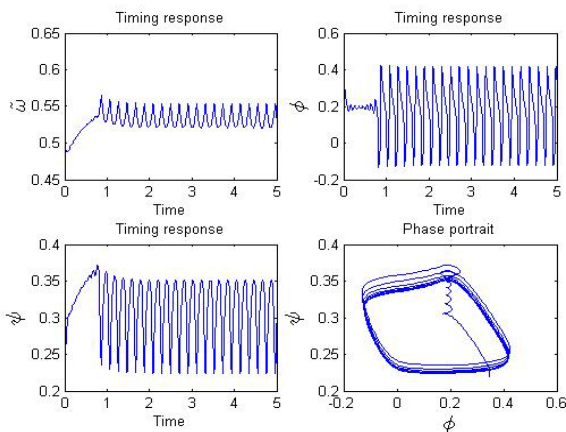 Timing response
0.65
0.6
ω̃ 0.55
0.5
0.45
0 1 2 3 4 5
Time
Timing response
0.6
0.4
ϕ 0.2
0
-0.2
0 1 2 3 4 5
Time
Timing response
0.4
0.35
ψ 0.3
0.25
0.2
0 1 2 3 4 5
Time
Phase portrait
0.4
0.35
ψ 0.3
0.25
0.2
-0.2 0 0.2 0.4 0.6
ϕ